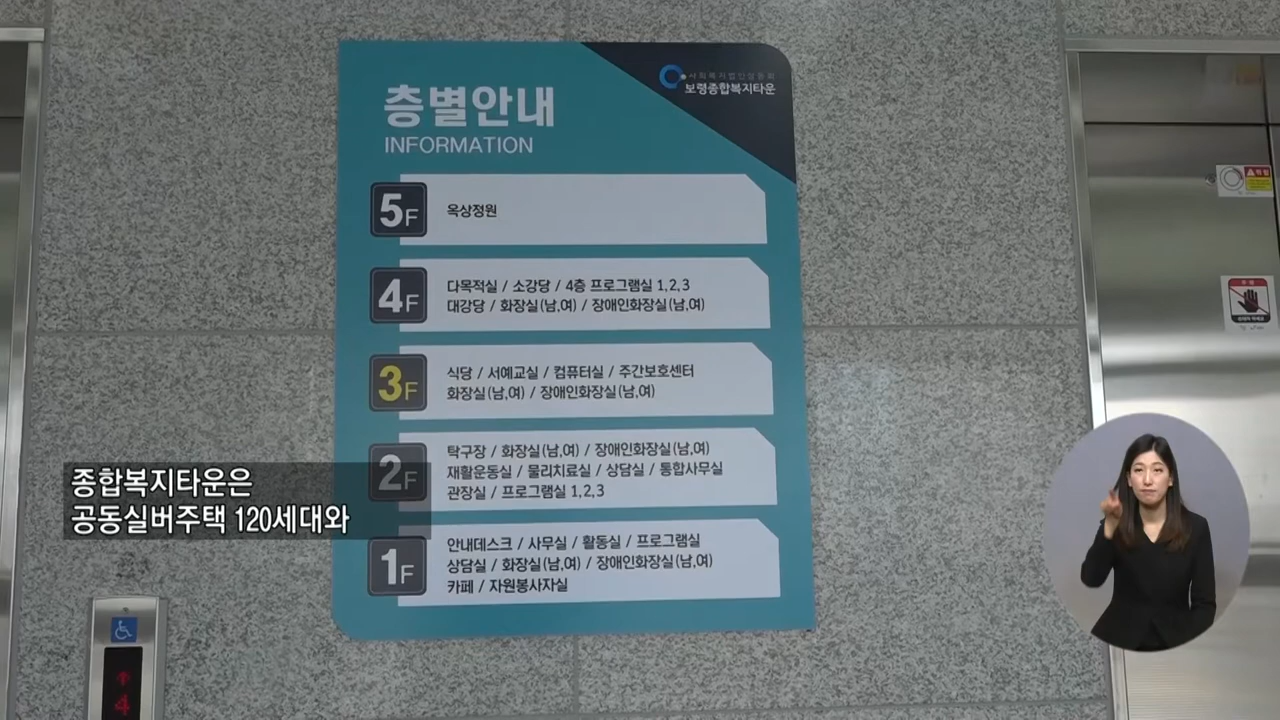 보령종합복지타운
층별안내
INFORMATION
5F
옥상정원
4F
다목적실 / 소강당 / 4층 프로그램실 1,2,3
대강당 / 화장실(남,여) / 장애인화장실(남,여)
3F
식당 / 서예교실 / 컴퓨터실 / 주간보호센터
화장실(남,여) / 장애인화장실(남,여)
2F
탁구장 / 화장실(남,여) / 장애인화장실(남,여)
재활운동실 / 물리치료실 / 상담실 / 통합사무실
관장실 / 프로그램실 1,2,3
1F
안내데스크 / 사무실 / 활동실 / 프로그램실
상담실 / 화장실(남,여) / 장애인화장실(남,여)
카페 / 자원봉사자실
종합복지타운은
공동실버주택 120세대와
4